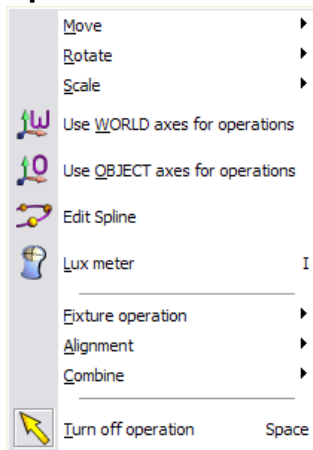 Move
Rotate
Scale
Use WORLD axes for operations
Use OBJECT axes for operations
Edit Spline
Lux meter I
Fixture operation
Alignment
Combine
Turn off operation Space